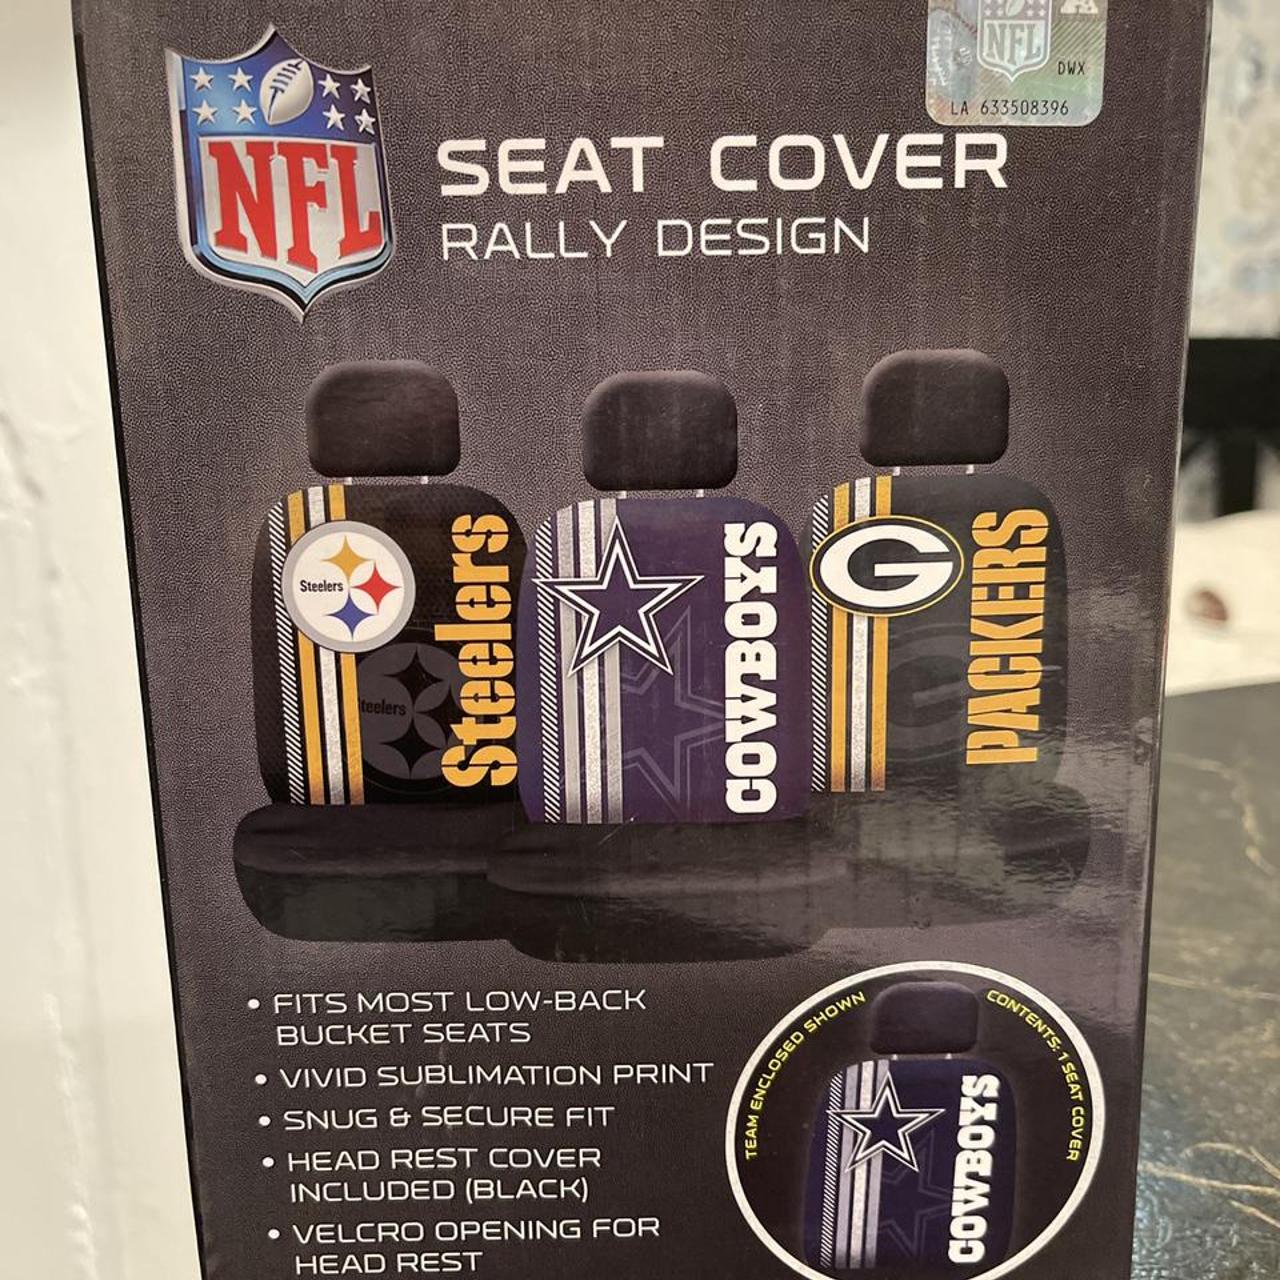 NFL
NFL
DWX
LA 633508396
SEAT COVER
RALLY DESIGN
Steelers
Steelers
teelers
COWBOYS
G
PACKERS
• FITS MOST LOW-BACK
BUCKET SEATS
• VIVID SUBLIMATION PRINT
• SNUG & SECURE FIT
• HEAD REST COVER
INCLUDED (BLACK)
• VELCRO OPENING FOR
HEAD REST
TEAM ENCLOSED SHOWN
CONTENTS: 1 SEAT COVER
COWBOYS